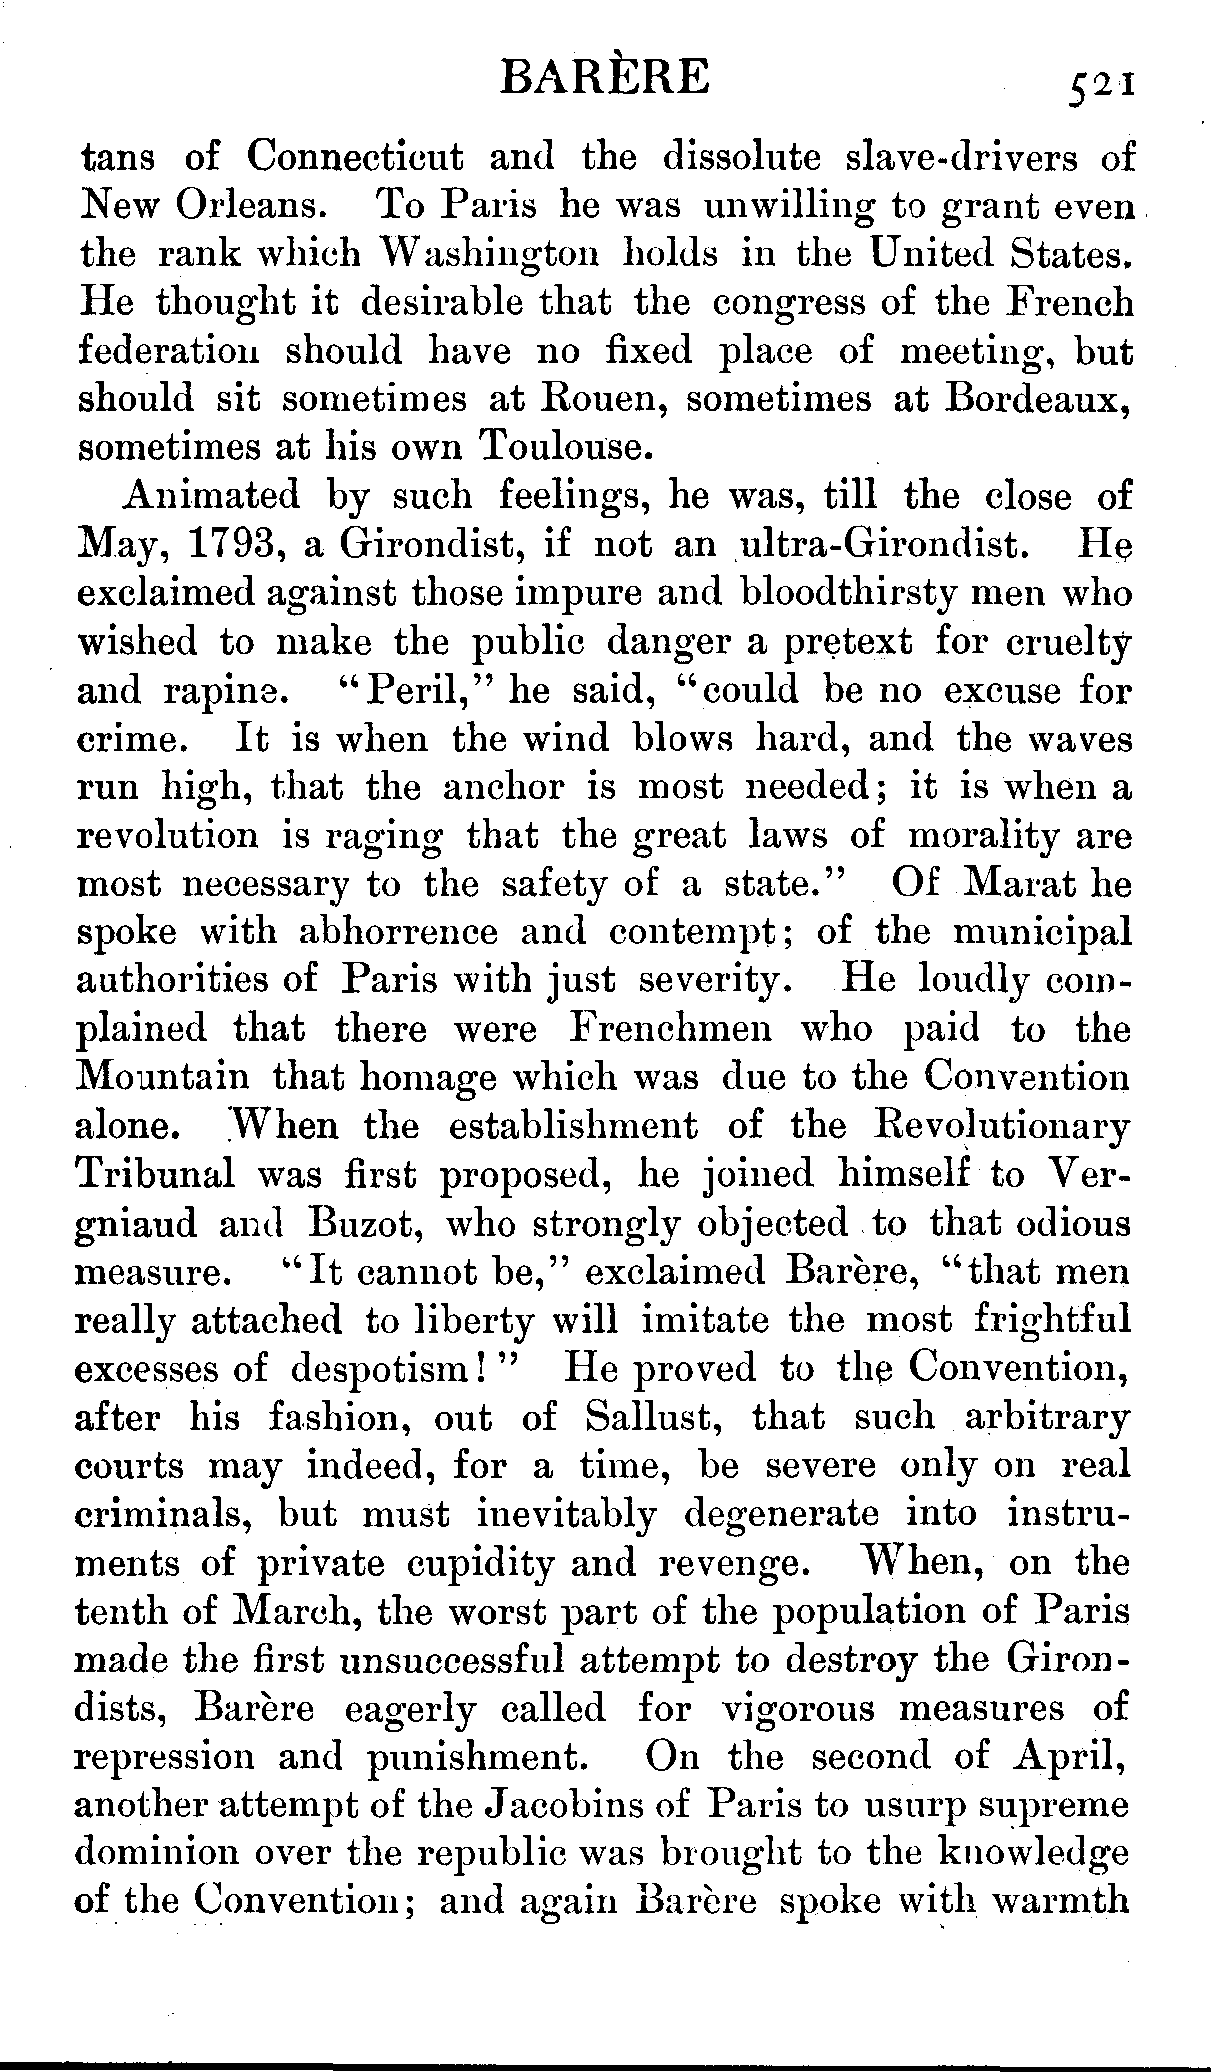 BARÈRE 521
tans of Connecticut and the dissolute slave-drivers of
New Orleans. To Paris he was unwilling to grant even
the rank which Washington holds in the United States.
He thought it desirable that the congress of the French
federation should have no fixed place of meeting, but
should sit sometimes at Rouen, sometimes at Bordeaux,
sometimes at his own Toulouse.
Animated by such feelings, he was, till the close of
May, 1793, a Girondist, if not an ultra-Girondist. He
exclaimed against those impure and bloodthirsty men who
wished to make the public danger a pretext for cruelty
and rapine. "Peril," he said, "could be no excuse for
crime. It is when the wind blows hard, and the waves
run high, that the anchor is most needed; it is when a
revolution is raging that the great laws of morality are
most necessary to the safety of a state." Of Marat he
spoke with abhorrence and contempt; of the municipal
authorities of Paris with just severity. He loudly com-
plained that there were Frenchmen who paid to the
Mountain that homage which was due to the Convention
alone. When the establishment of the Revolutionary
Tribunal was first proposed, he joined himself to Ver-
gniaud and Buzot, who strongly objected to that odious
measure. "It cannot be," exclaimed Barère, "that men
really attached to liberty will imitate the most frightful
excesses of despotism!" He proved to the Convention,
after his fashion, out of Sallust, that such arbitrary
courts may indeed, for a time, be severe only on real
criminals, but must inevitably degenerate into instru-
ments of private cupidity and revenge. When, on the
tenth of March, the worst part of the population of Paris
made the first unsuccessful attempt to destroy the Giron-
dists, Barère eagerly called for vigorous measures of
repression and punishment. On the second of April,
another attempt of the Jacobins of Paris to usurp supreme
dominion over the republic was brought to the knowledge
of the Convention; and again Barère spoke with warmth